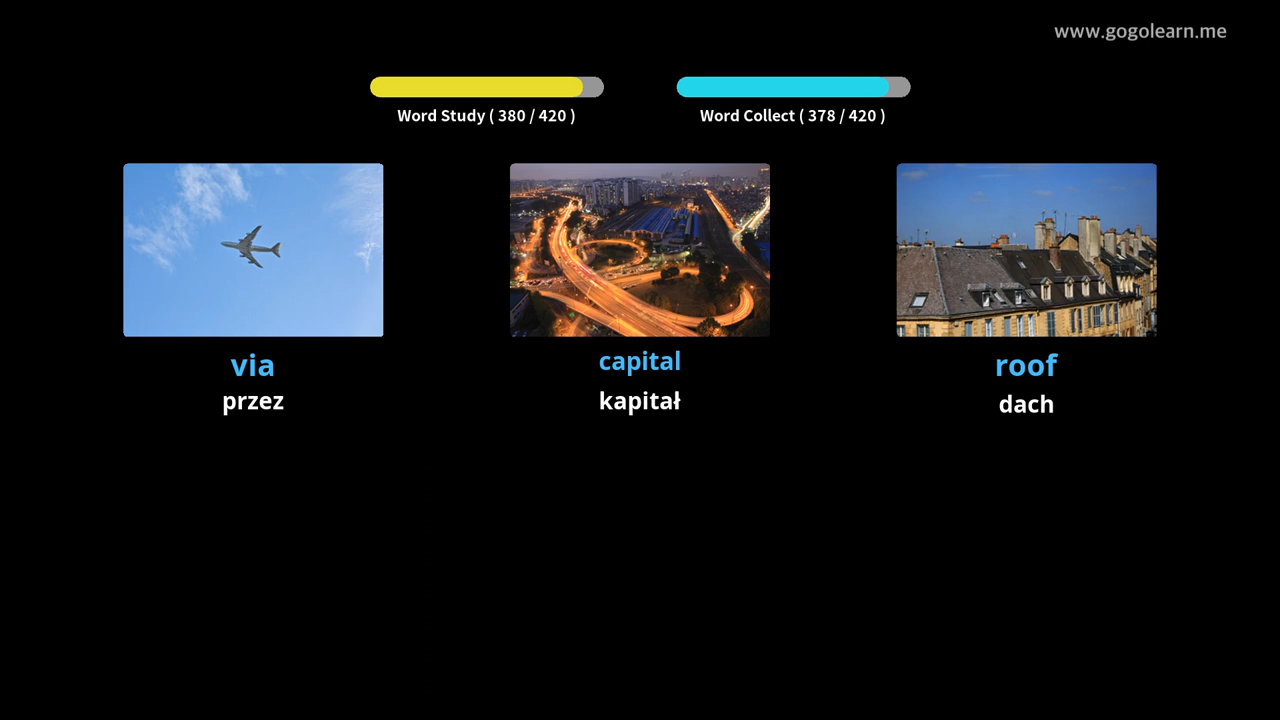 www.gogolearn.me
Word Study ( 380 / 420 )
Word Collect ( 378 / 420 )
via
capital
roof
przez
kapitał
dach